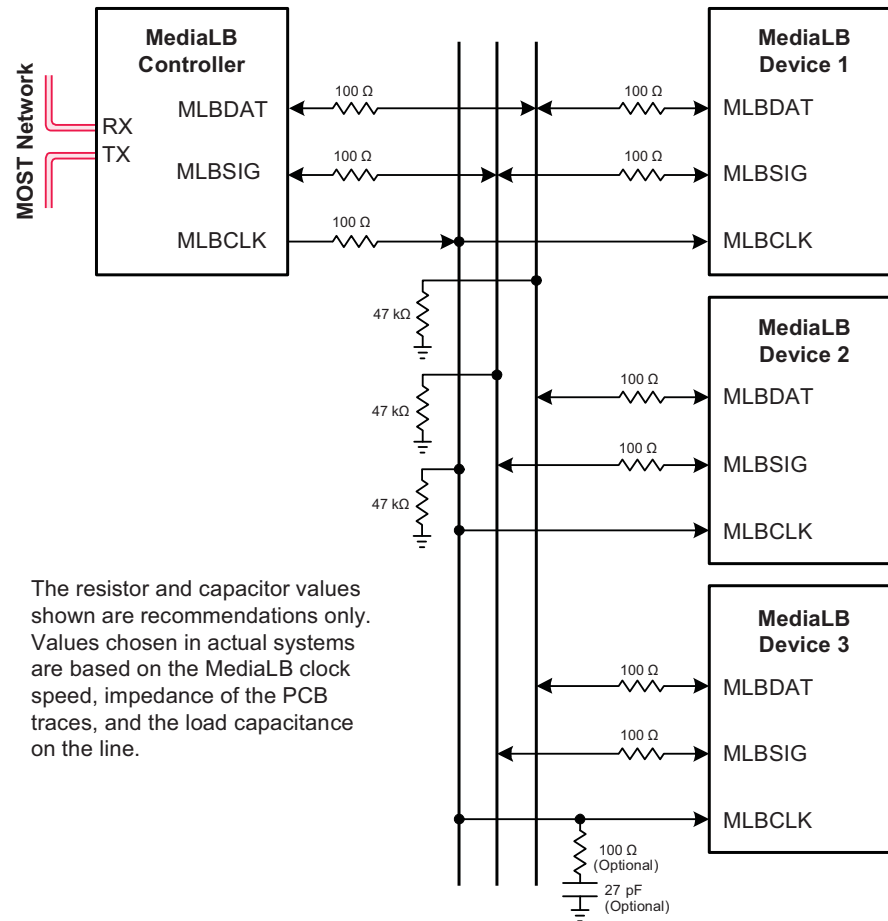 MediaLB
Controller
MOST Network
RX
TX
MLBDAT
MLBSIG
MLBCLK
100 Ω
100 Ω
100 Ω
100 Ω
100 Ω
MediaLB
Device 1
MLBDAT
MLBSIG
MLBCLK
47 kΩ
47 kΩ
47 kΩ
MediaLB
Device 2
100 Ω
MLBDAT
100 Ω
MLBSIG
MLBCLK
The resistor and capacitor values
shown are recommendations only.
Values chosen in actual systems
are based on the MediaLB clock
speed, impedance of the PCB
traces, and the load capacitance
on the line.
MediaLB
Device 3
100 Ω
MLBDAT
100 Ω
MLBSIG
MLBCLK
100 Ω
(Optional)
27 pF
(Optional)